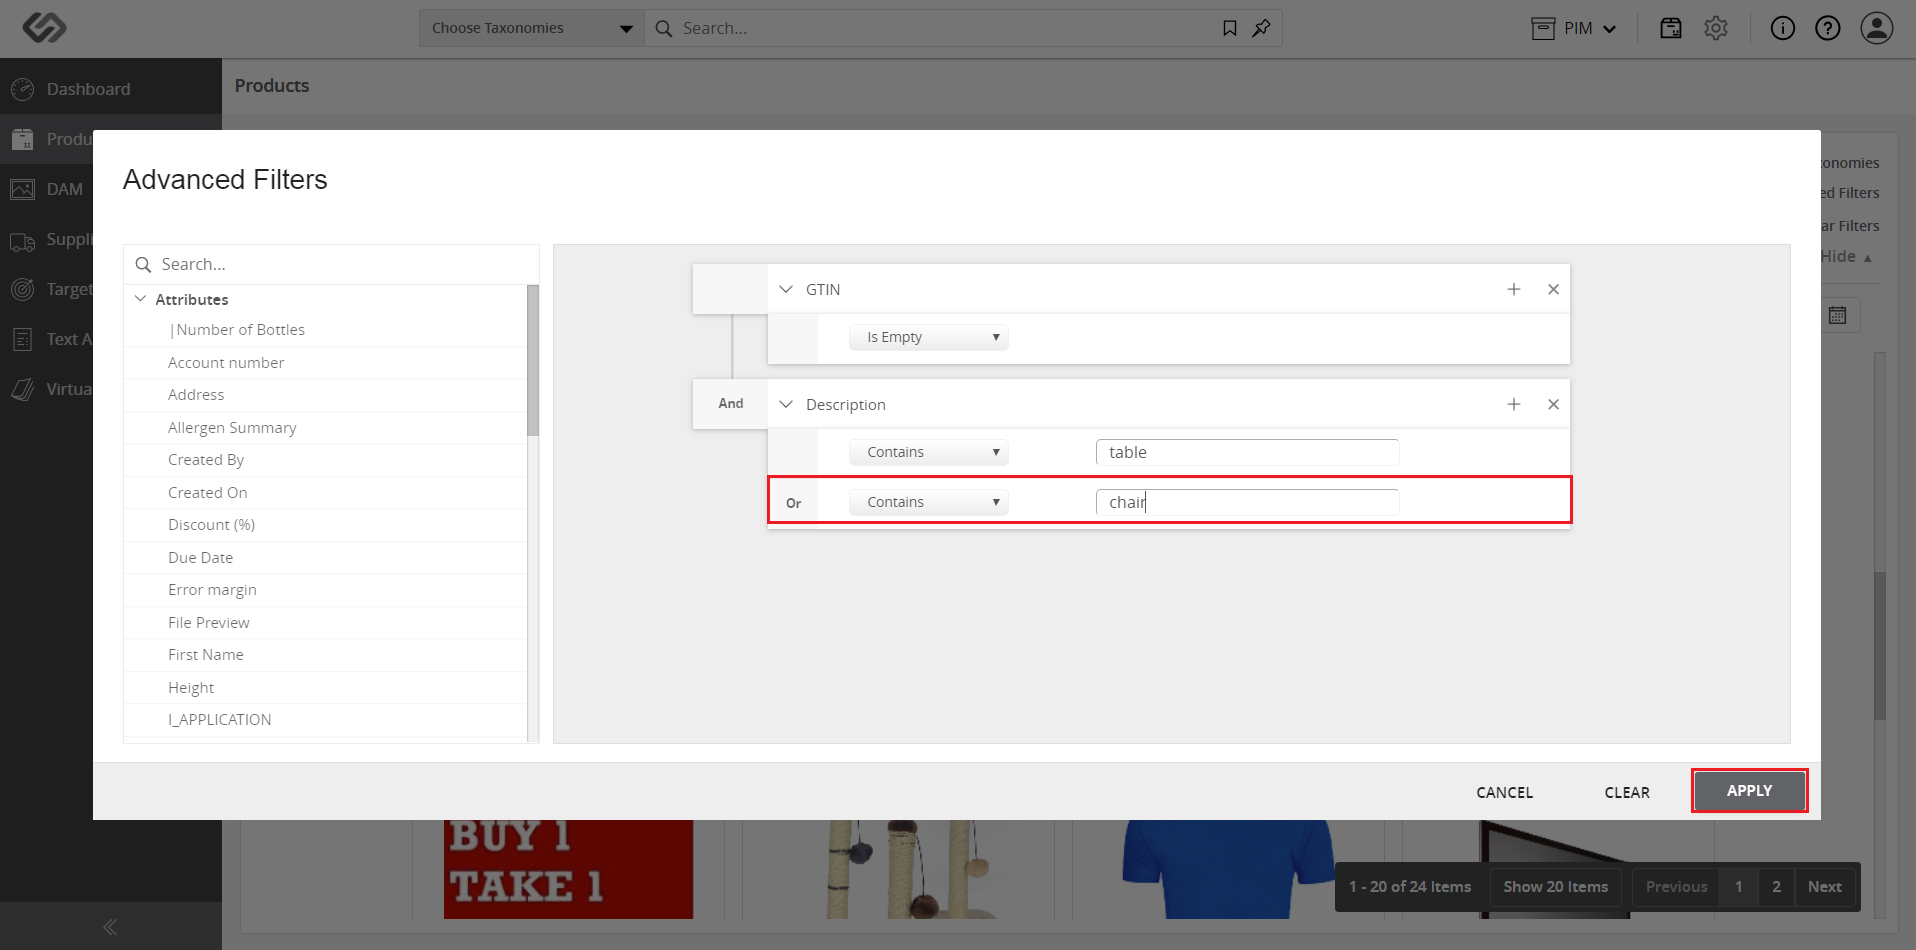 Choose Taxonomies
Search...
PIM
Dashboard
Products
Produ
onomies
Advanced Filters
DAM
ed Filters
Suppli
ar Filters
Hide
Search...
GTIN
Target
Attributes
|Number of Bottles
Is Empty
Text A
Account number
Virtua
Address
And
Description
Allergen Summary
Contains
table
Created By
Created On
Or
Contains
chair
Discount (%)
Due Date
Error margin
File Preview
First Name
Height
I_APPLICATION
CANCEL
CLEAR
APPLY
BUY 1
TAKE 1
1 - 20 of 24 Items
Show 20 Items
Previous
1
2
Next